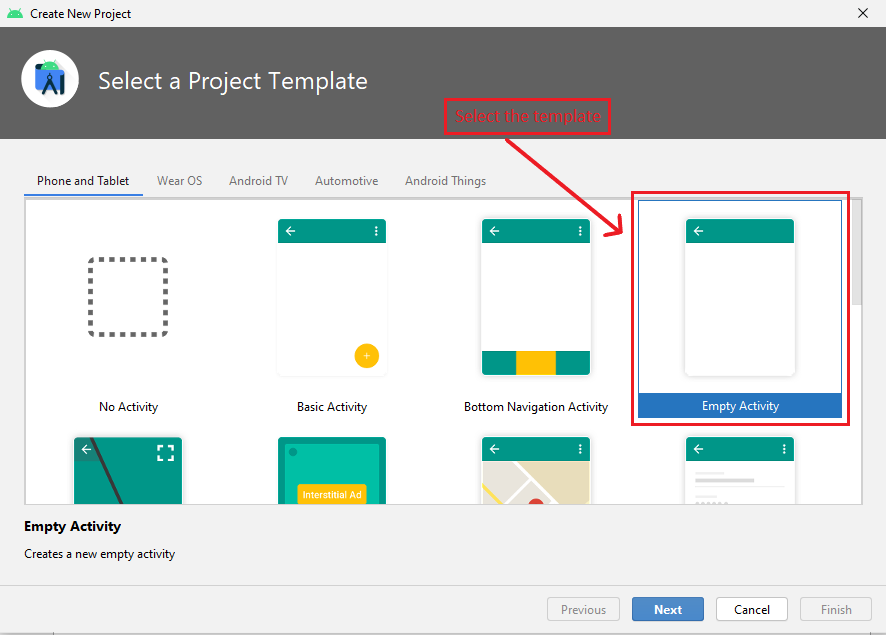 Create New Project
Select a Project Template
Select the template
Phone and Tablet
Wear OS
Android TV
Automotive
Android Things
No Activity
Basic Activity
Bottom Navigation Activity
Empty Activity
Interstitial Ad
Empty Activity
Creates a new empty activity
Previous
Next
Cancel
Finish